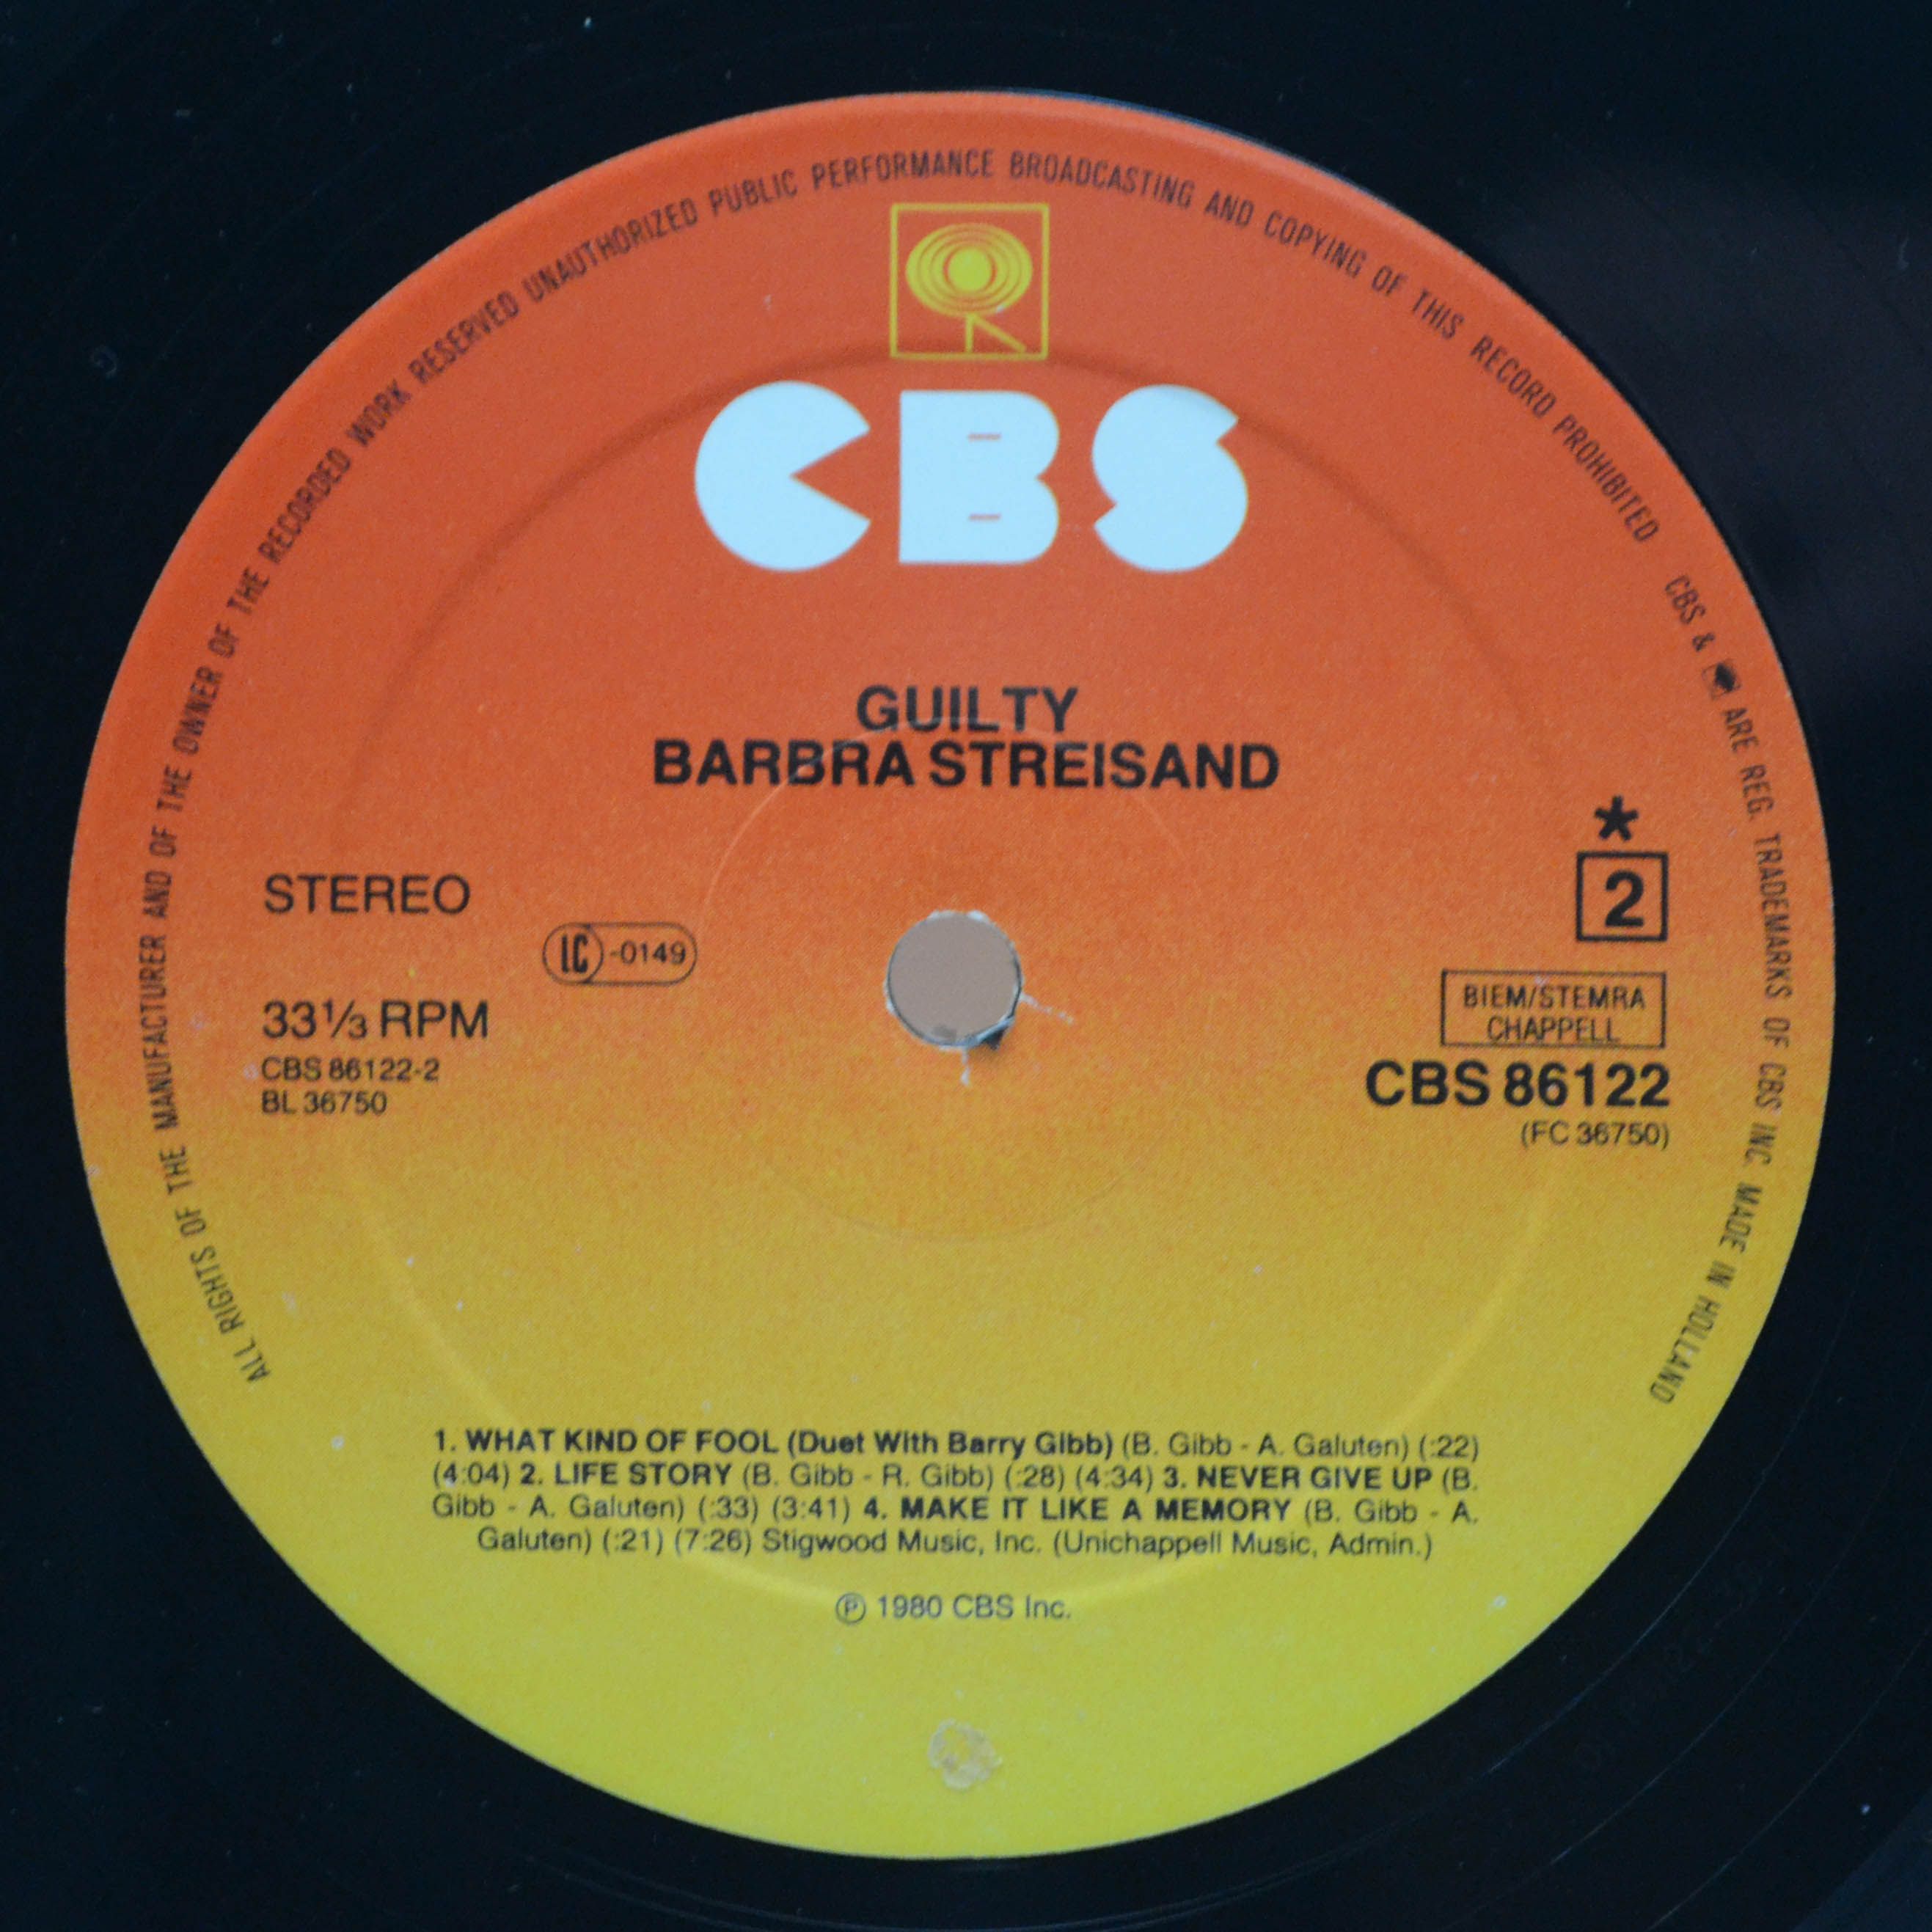 ALL RIGHTS OF THE MANUFACTURER AND OF THE OWNER OF THE RECORDED WORK RESERVED UNAUTHORIZED PUBLIC PERFORMANCE BROADCASTING AND COPYING OF THIS RECORD PROHIBITED CBS & ARE REG. TRADEMARKS OF CBS INC. MADE IN HOLLAND
CBS
GUILTY
BARBRA STREISAND
*
STEREO
2
LC-0149
33⅓ RPM
BIEM/STEMRA
CHAPPELL
CBS 86122-2
CBS 86122
BL 36750
(FC 36750)
1. WHAT KIND OF FOOL (Duet With Barry Gibb) (B. Gibb - A. Galuten) (:22)
(4:04) 2. LIFE STORY (B. Gibb - R. Gibb) (:28) (4:34) 3. NEVER GIVE UP (B.
Gibb - A. Galuten) (:33) (3:41) 4. MAKE IT LIKE A MEMORY (B. Gibb - A.
Galuten) (:21) (7:26) Stigwood Music, Inc. (Unichappell Music, Admin.)
℗ 1980 CBS Inc.